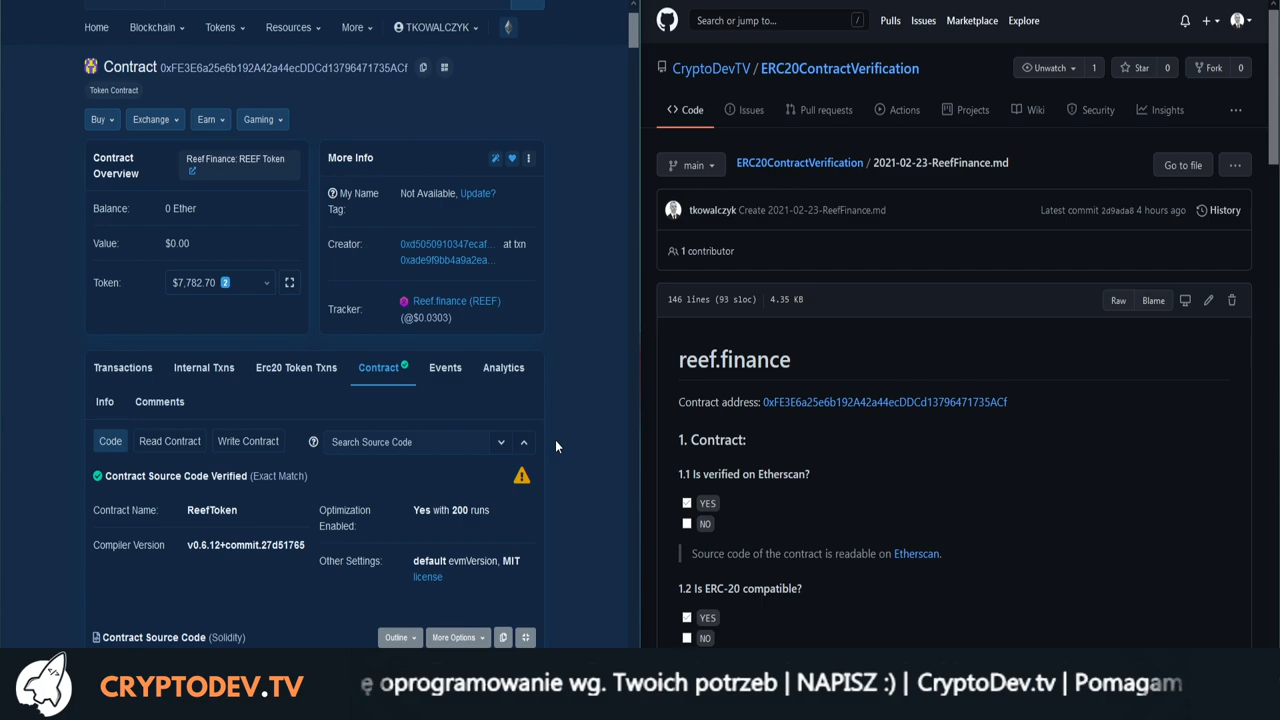 Home Blockchain Tokens Resources More TKOWALCZYK
Contract 0xFE3E6a25e6b192A42a44ecDDCd13796471735ACf
Token Contract
Buy Exchange Earn Gaming
Contract Overview
Reef Finance: REEF Token
Balance: 0 Ether
Value: $0.00
Token: $7,782.70 2
More Info
My Name Tag: Not Available, Update?
Creator: 0xd5050910347ecaf... at txn
0xade9f9bb4a9a2ea...
Tracker: Reef.finance (REEF)
(@$0.0303)
Transactions Internal Txns Erc20 Token Txns Contract Events Analytics
Info Comments
Code Read Contract Write Contract Search Source Code
Contract Source Code Verified (Exact Match)
Contract Name: ReefToken
Compiler Version v0.6.12+commit.27d51765
Optimization Enabled: Yes with 200 runs
Other Settings: default evmVersion, MIT
license
Contract Source Code (Solidity)
Outline More Options
Search or jump to... /
Pulls Issues Marketplace Explore
CryptoDevTV / ERC20ContractVerification
Unwatch 1 Star 0 Fork 0
Code Issues Pull requests Actions Projects Wiki Security Insights
main ERC20ContractVerification / 2021-02-23-ReefFinance.md Go to file
tkowalczyk Create 2021-02-23-ReefFinance.md Latest commit 2d9ada8 4 hours ago History
1 contributor
146 lines (93 sloc) 4.35 KB Raw Blame
reef.finance
Contract address: 0xFE3E6a25e6b192A42a44ecDDCd13796471735ACf
1. Contract:
1.1 Is verified on Etherscan?
YES
NO
Source code of the contract is readable on Etherscan.
1.2 Is ERC-20 compatible?
YES
NO
CRYPTODEV.TV
ę oprogramowanie wg. Twoich potrzeb | NAPISZ :) | CryptoDev.tv | Pomagam